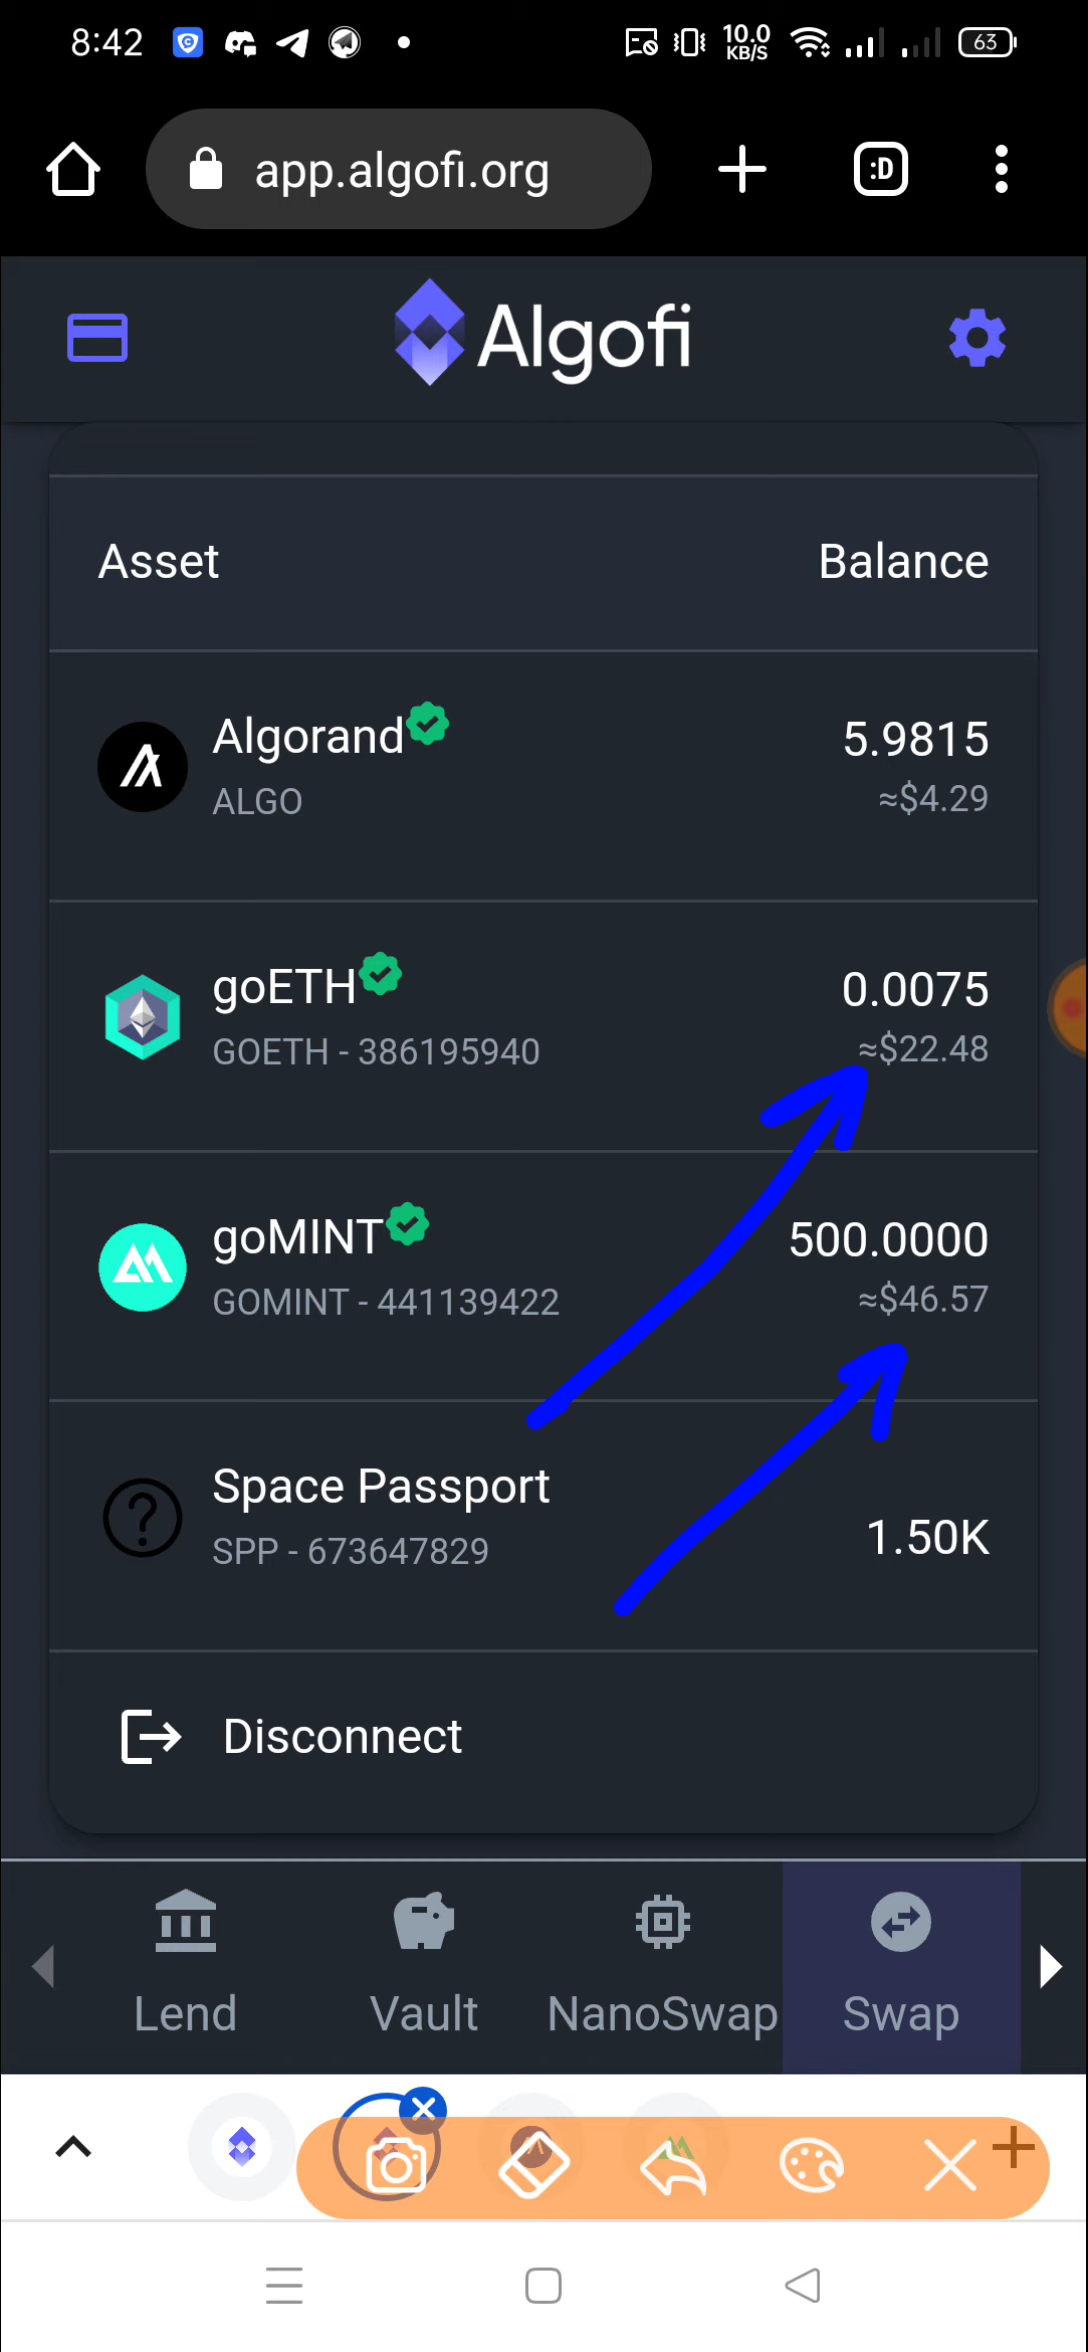 8:42
10.0
KB/S
63
app.algofi.org
:D
Algofi
Asset
Balance
Algorand
5.9815
ALGO
≈$4.29
goETH
0.0075
GOETH - 386195940
≈$22.48
goMINT
500.0000
GOMINT - 441139422
≈$46.57
Space Passport
1.50K
SPP - 673647829
Disconnect
Lend
Vault
NanoSwap
Swap